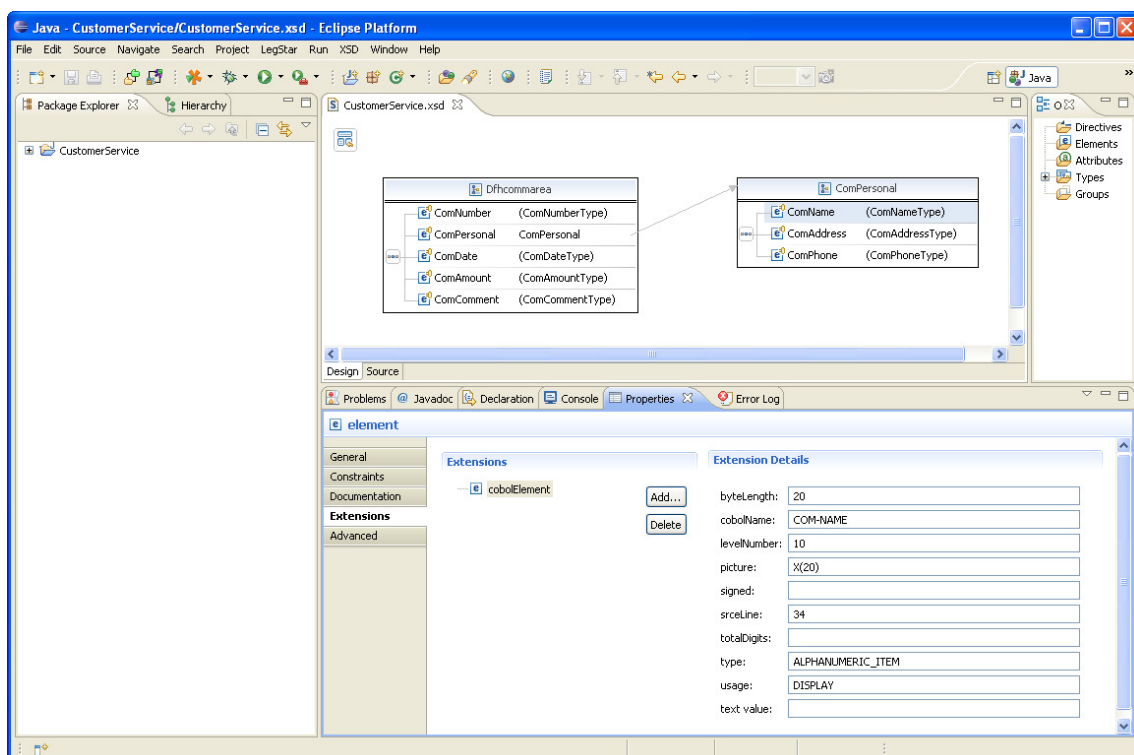 Java - CustomerService/CustomerService.xsd - Eclipse Platform
File Edit Source Navigate Search Project LegStar Run XSD Window Help
Java
»
Package Explorer Hierarchy
CustomerService
CustomerService.xsd
Dfhcommarea
ComNumber (ComNumberType)
ComPersonal ComPersonal
ComDate (ComDateType)
ComAmount (ComAmountType)
ComComment (ComCommentType)
ComPersonal
ComName (ComNameType)
ComAddress (ComAddressType)
ComPhone (ComPhoneType)
Design Source
O
Directives
Elements
Attributes
Types
Groups
Problems @ Javadoc Declaration Console Properties Error Log
element
General
Constraints
Documentation
Extensions
Advanced
Extensions
cobolElement
Add...
Delete
Extension Details
byteLength: 20
cobolName: COM-NAME
levelNumber: 10
picture: X(20)
signed:
srceLine: 34
totalDigits:
type: ALPHANUMERIC_ITEM
usage: DISPLAY
text value: